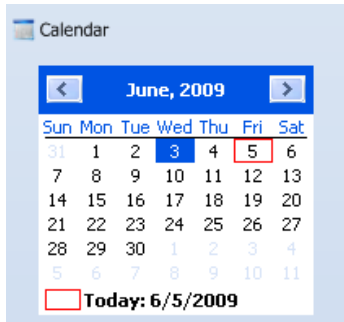 Calendar
June, 2009
Sun Mon Tue Wed Thu Fri Sat
31 1 2 3 4 5 6
7 8 9 10 11 12 13
14 15 16 17 18 19 20
21 22 23 24 25 26 27
28 29 30 1 2 3 4
5 6 7 8 9 10 11
Today: 6/5/2009